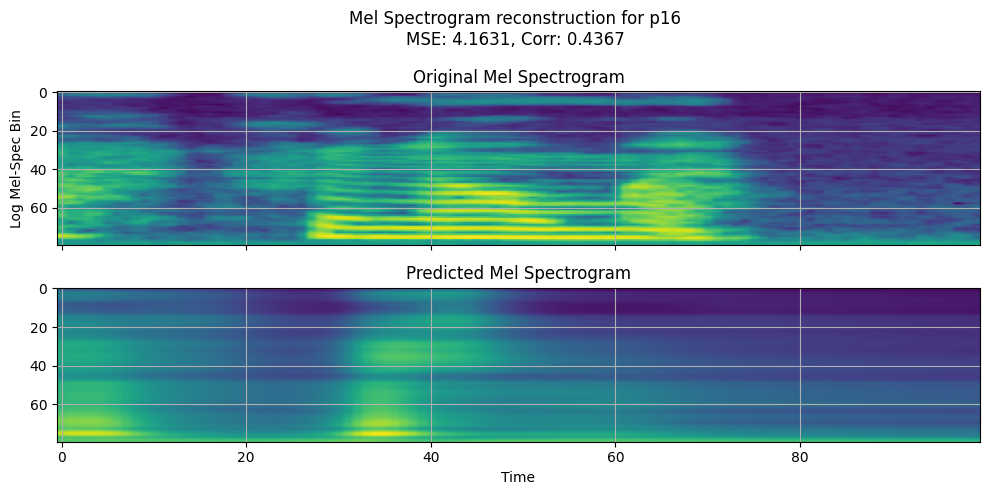 Mel Spectrogram reconstruction for p16
MSE: 4.1631, Corr: 0.4367
Original Mel Spectrogram
0
20
40
60
Log Mel-Spec Bin
Predicted Mel Spectrogram
0
20
40
60
0 20 40 60 80
Time